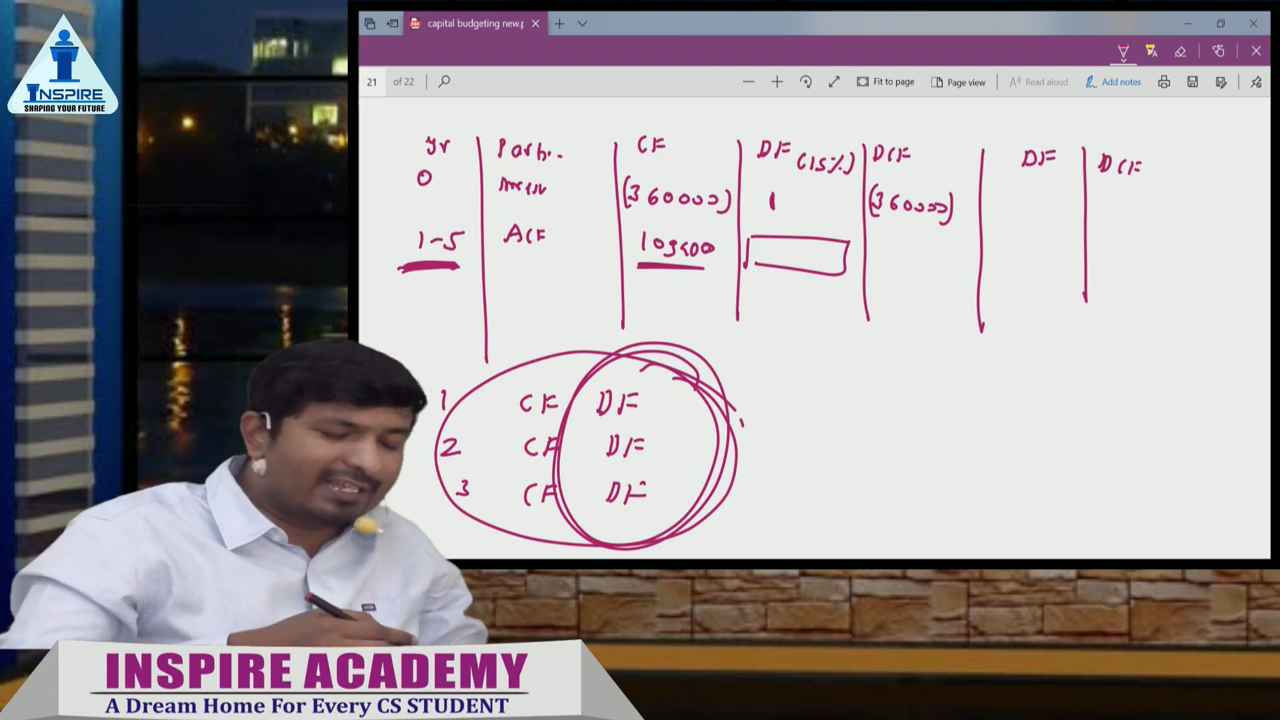 INSPIRE
SHAPING YOUR FUTURE
capital budgeting new.p
21 of 22
Fit to page
Page view
Read aloud
Add notes
yr CF DF (15%) DCF DF DCF
0 (360000) 1 (360000)
1-5 ACF
1 CF DF
2 CF DF
3 CF DF
INSPIRE ACADEMY
A Dream Home For Every CS STUDENT